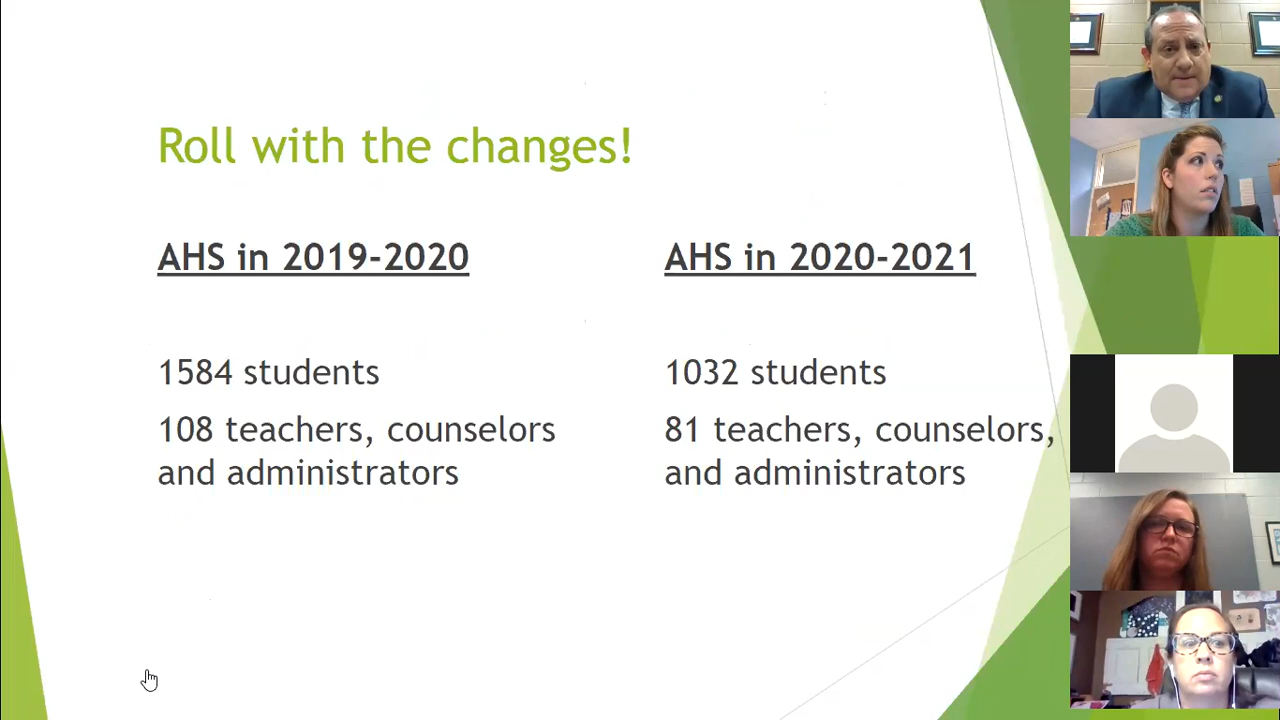 Roll with the changes!
AHS in 2019-2020
1584 students
108 teachers, counselors
and administrators
AHS in 2020-2021
1032 students
81 teachers, counselors,
and administrators